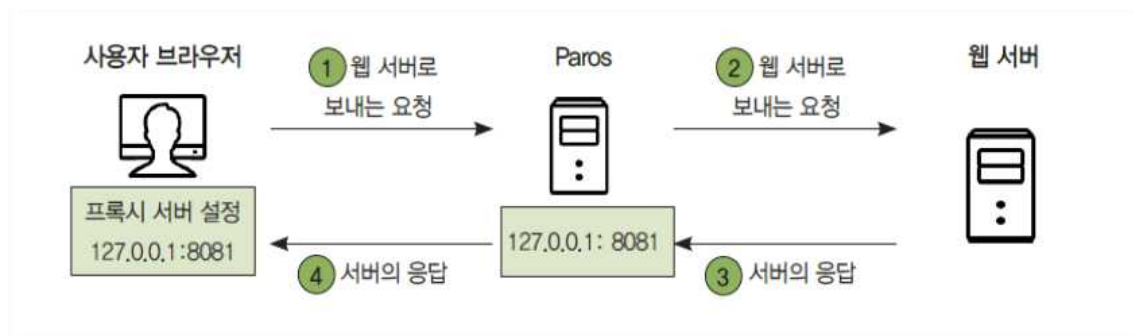 사용자 브라우저
1 웹 서버로
보내는 요청
Paros
2 웹 서버로
보내는 요청
웹 서버
프록시 서버 설정
127.0.0.1:8081
4 서버의 응답
127.0.0.1: 8081
3 서버의 응답